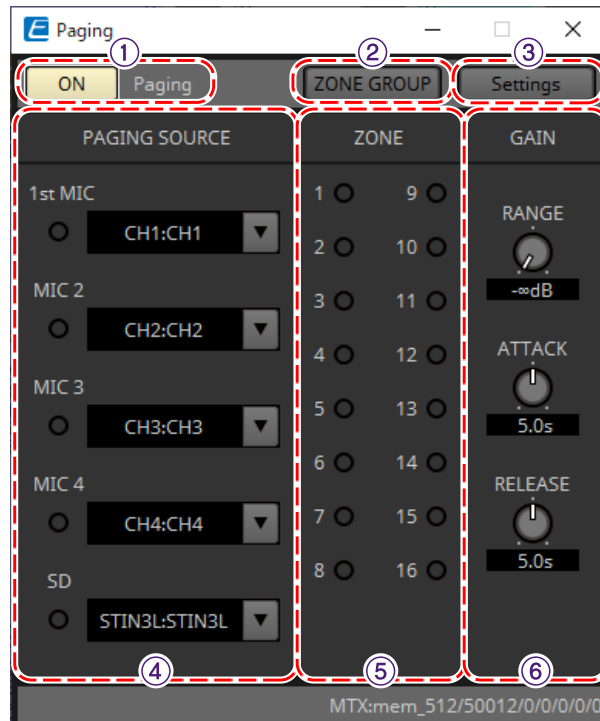 E Paging
① ② ③
ON Paging ZONE GROUP Settings
PAGING SOURCE
1st MIC
CH1:CH1 ▼
MIC 2
CH2:CH2 ▼
MIC 3
CH3:CH3 ▼
MIC 4
CH4:CH4 ▼
SD
STIN3L:STIN3L ▼
④
ZONE
1 9
2 10
3 11
4 12
5 13
6 14
7 15
8 16
⑤
GAIN
RANGE
-∞dB
ATTACK
5.0s
RELEASE
5.0s
⑥
MTX:mem_512/50012/0/0/0/0/0